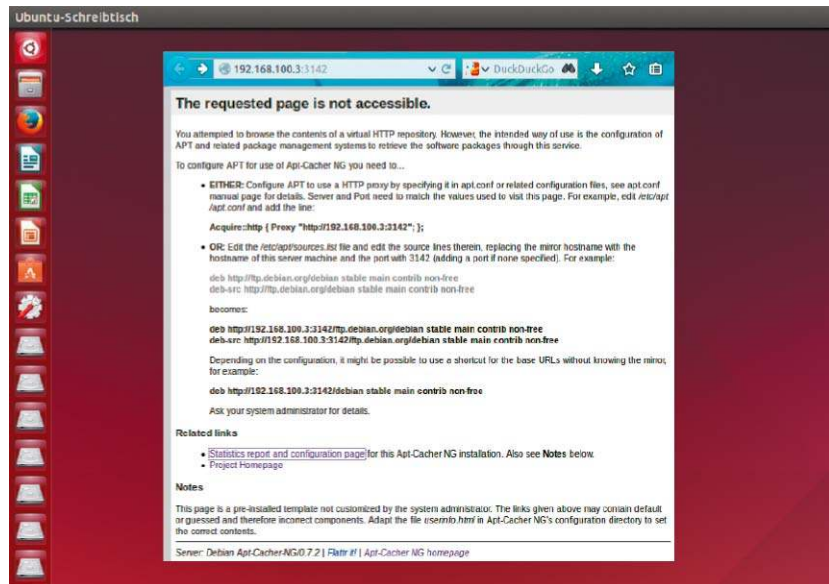 Ubuntu-Schreibtisch
192.168.100.3:3142
DuckDuckGo
The requested page is not accessible.
You attempted to browse the contents of a virtual HTTP repository. However, the intended way of use is the configuration of
APT and related package management systems to retrieve the software packages through this service.
To configure APT for use of Apt-Cacher NG you need to...
• EITHER: Configure APT to use a HTTP proxy by specifying it in apt.conf or related configuration files, see apt.conf
manual page for details. Server and Port need to match the values used to visit this page. For example, edit /etc/apt
/apt.conf and add the line:
Acquire::http { Proxy "http://192.168.100.3:3142"; };
• OR: Edit the /etc/apt/sources.list file and edit the source lines therein, replacing the mirror hostname with the
hostname of this server machine and the port with 3142 (adding a port if none specified). For example:
deb http://ftp.debian.org/debian stable main contrib non-free
deb-src http://ftp.debian.org/debian stable main contrib non-free
becomes:
deb http://192.168.100.3:3142/ftp.debian.org/debian stable main contrib non-free
deb-src http://192.168.100.3:3142/ftp.debian.org/debian stable main contrib non-free
Depending on the configuration, it might be possible to use a shortcut for the base URLs without knowing the mirror,
for example:
deb http://192.168.100.3:3142/debian stable main contrib non-free
Ask your system administrator for details.
Related links
• Statistics report and configuration page for this Apt-Cacher NG installation. Also see Notes below.
• Project Homepage
Notes
This page is a pre-installed template not customized by the system administrator. The links given above may contain default
or guessed and therefore incorrect components. Adapt the file userinfo.html in Apt-Cacher NG's configuration directory to set
the correct contents.
Server: Debian Apt-Cacher-NG/0.7.2 | Flattr it! | Apt-Cacher NG homepage